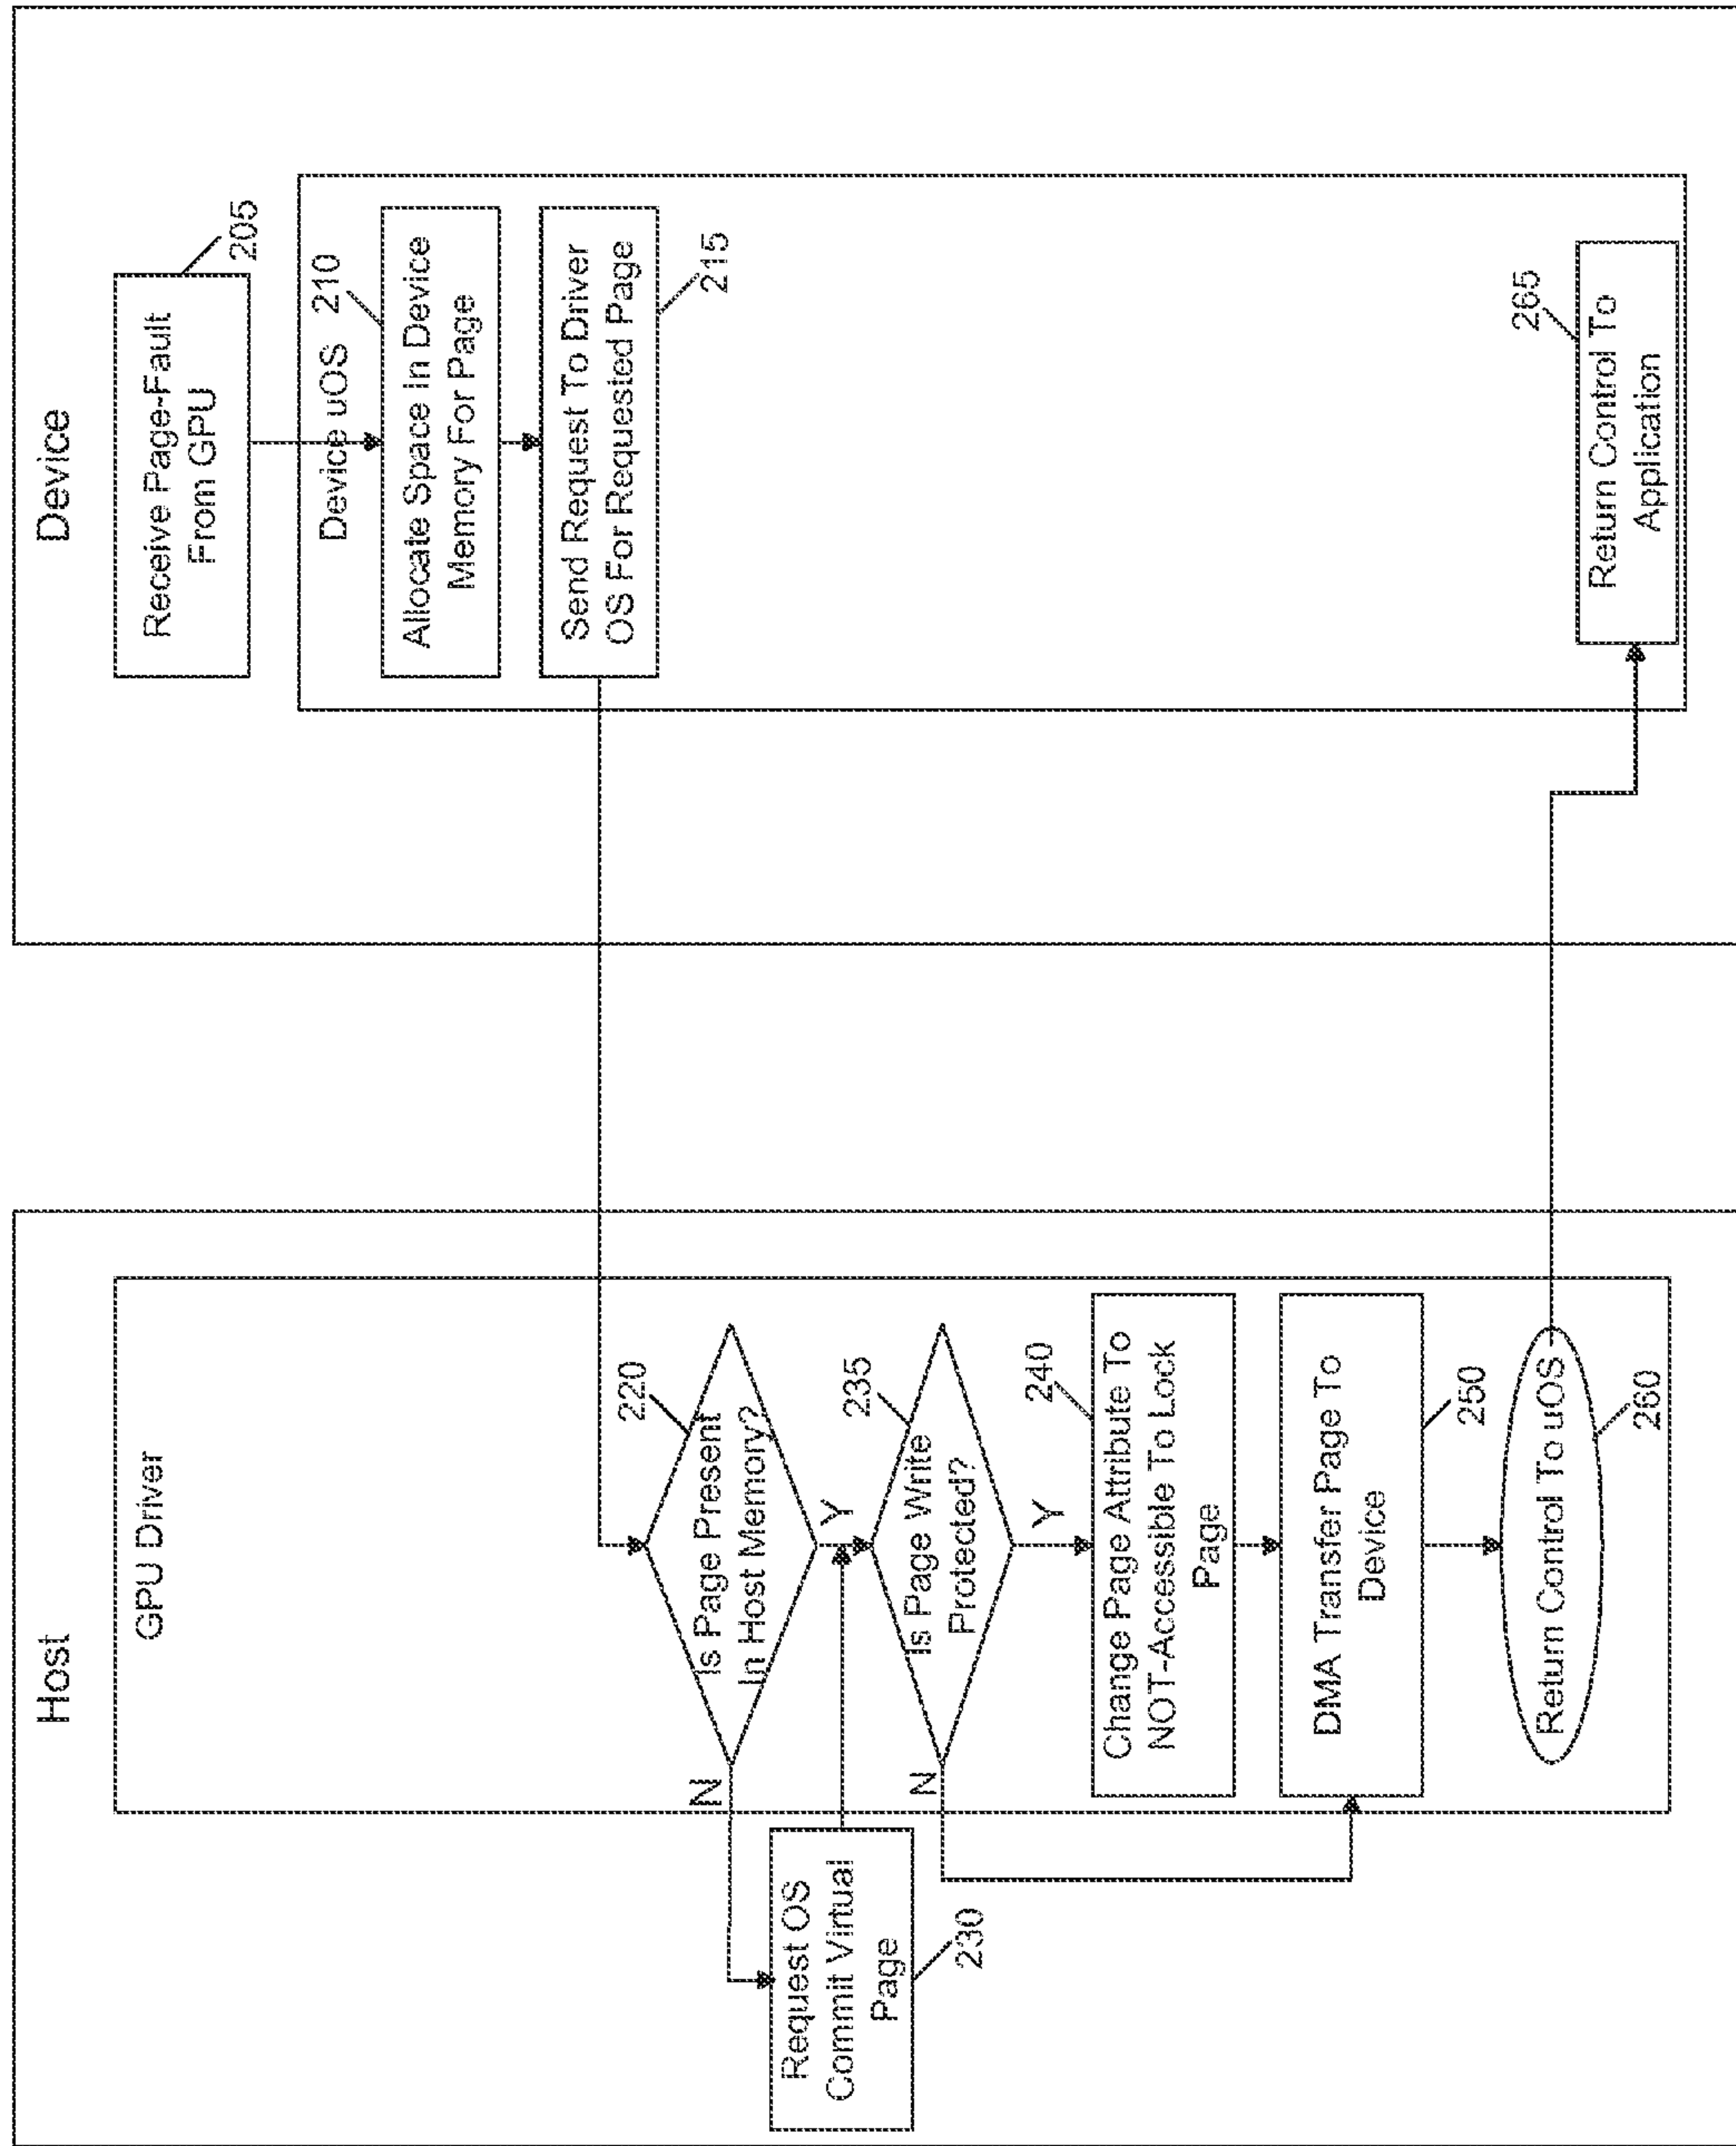 Host
GPU Driver
Is Page Present
In Host Memory?
220
N
Y
Request OS
Commit Virtual
Page
230
Is Page Write
Protected?
235
N
Y
Change Page Attribute To
NOT-Accessible To Lock
Page
240
DMA Transfer Page To
Device
250
Return Control To uOS
260
Device
Receive Page-Fault
From GPU
205
Device uOS
210
Allocate Space In Device
Memory For Page
Send Request To Driver
OS For Requested Page
215
Return Control To
Application
265